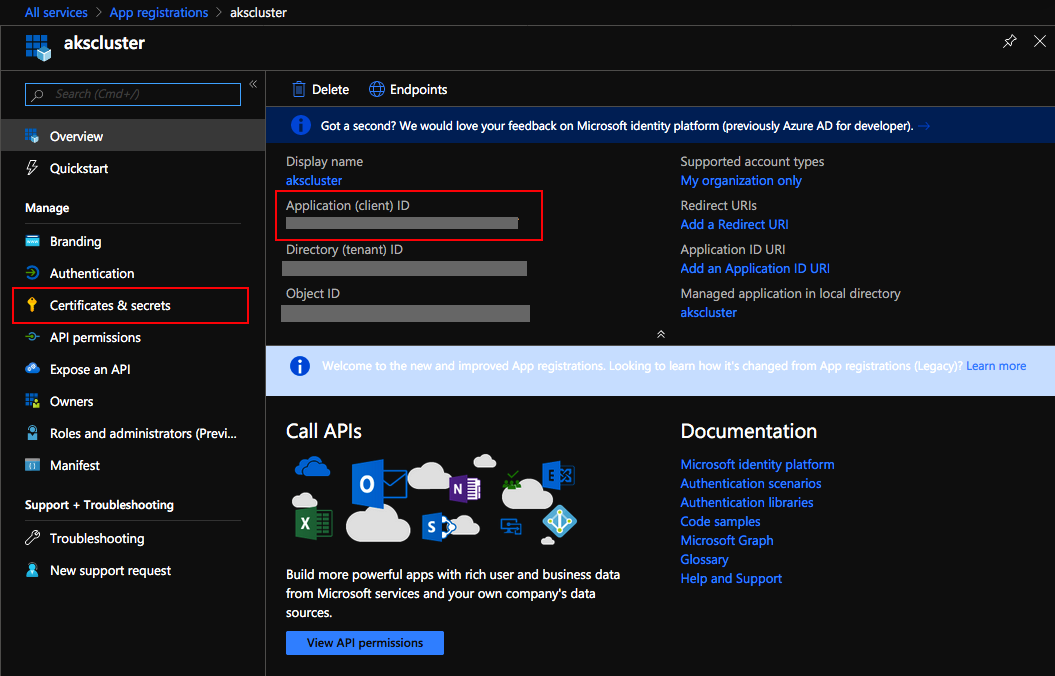 All services > App registrations > akscluster
akscluster
Search (Cmd+/)
«
Overview
Quickstart
Manage
Branding
Authentication
Certificates & secrets
API permissions
Expose an API
Owners
Roles and administrators (Previ...
Manifest
Support + Troubleshooting
Troubleshooting
New support request
Delete
Endpoints
Got a second? We would love your feedback on Microsoft identity platform (previously Azure AD for developer). →
Display name
akscluster
Application (client) ID
Directory (tenant) ID
Object ID
Supported account types
My organization only
Redirect URIs
Add a Redirect URI
Application ID URI
Add an Application ID URI
Managed application in local directory
akscluster
Welcome to the new and improved App registrations. Looking to learn how it's changed from App registrations (Legacy)? Learn more
Call APIs
O
N
E
X
S
Build more powerful apps with rich user and business data
from Microsoft services and your own company's data
sources.
View API permissions
Documentation
Microsoft identity platform
Authentication scenarios
Authentication libraries
Code samples
Microsoft Graph
Glossary
Help and Support